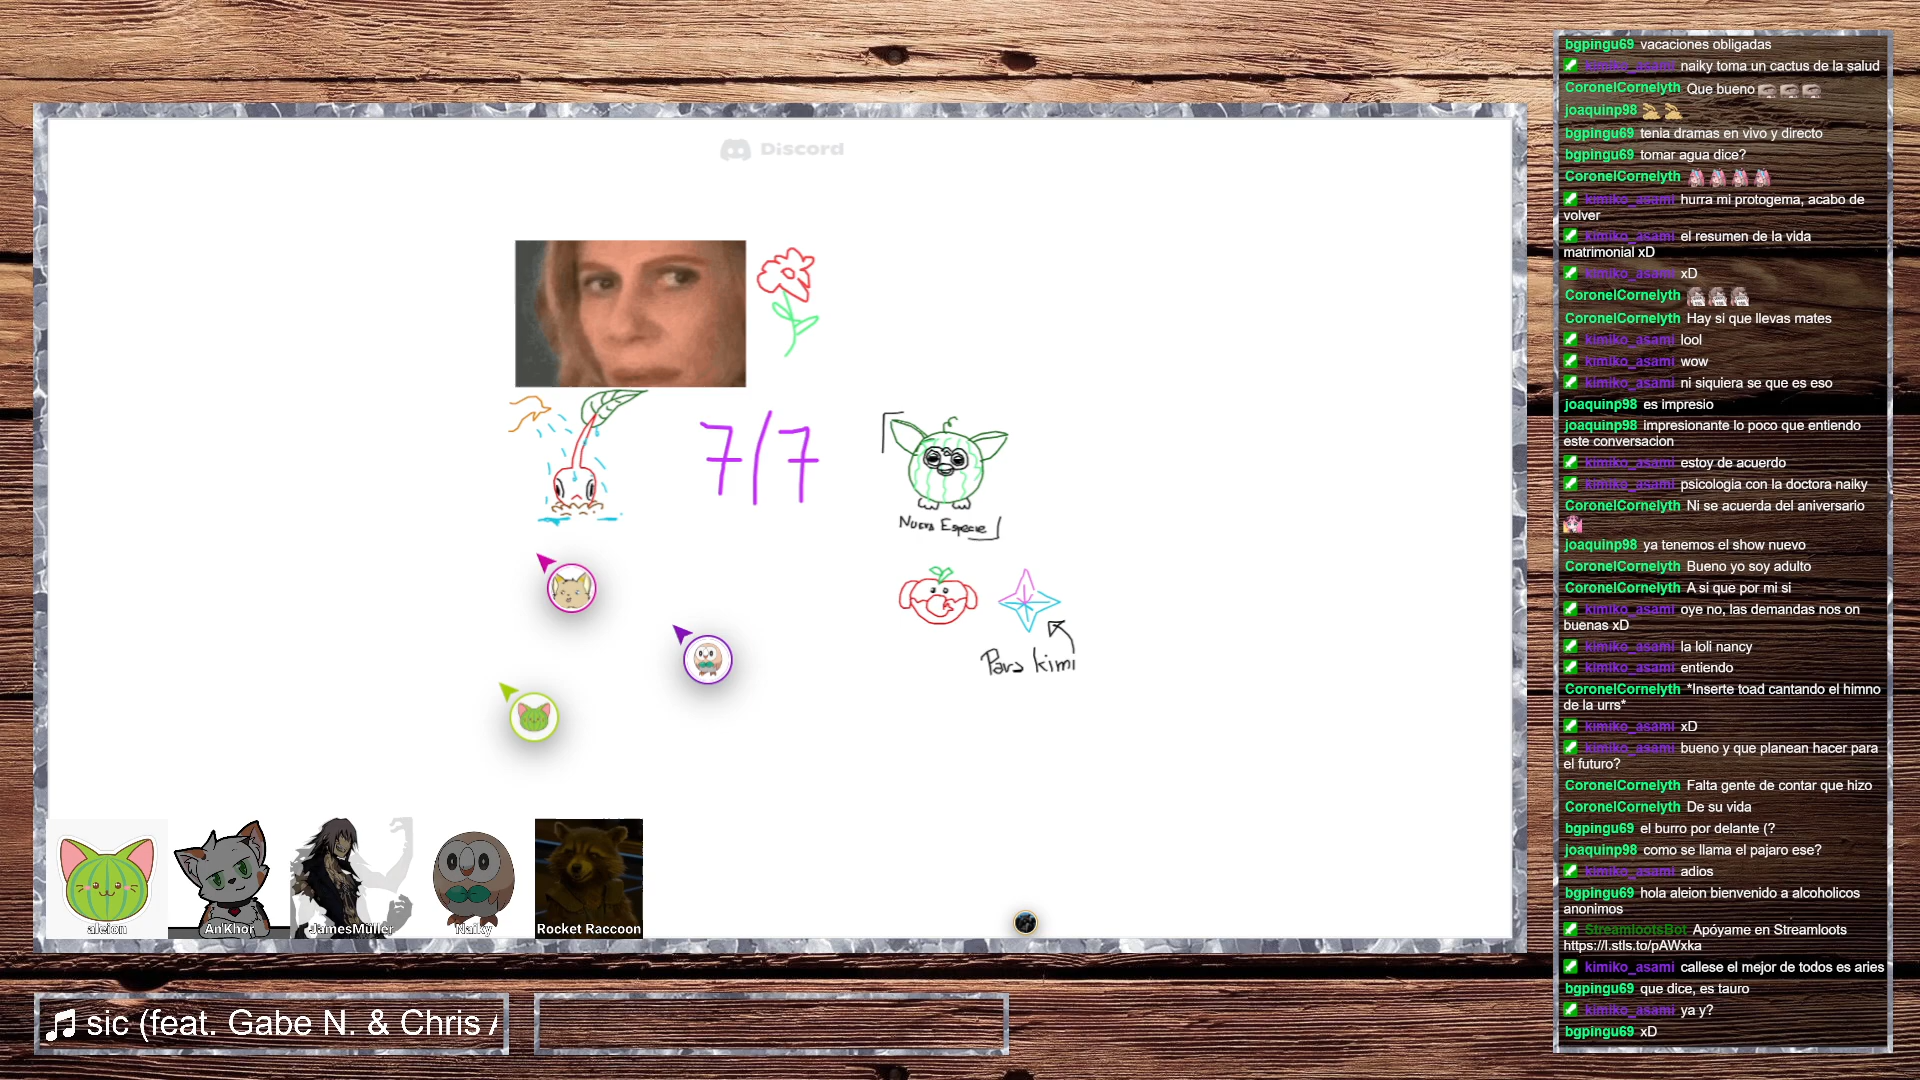 Discord
7/7
Nueva Especie
Para kimi
aleion
An'Khor
JamesMüller
Naiky
Rocket Raccoon
sic (feat. Gabe N. & Chris
bgpingu69 vacaciones obligadas
kimiko_asami naiky toma un cactus de la salud
CoronelCornelyth Que bueno
joaquinp98
bgpingu69 tenia dramas en vivo y directo
bgpingu69 tomar agua dice?
CoronelCornelyth
kimiko_asami hurra mi protogema, acabo de
volver
kimiko_asami el resumen de la vida
matrimonial xD
kimiko_asami xD
CoronelCornelyth
CoronelCornelyth Hay si que llevas mates
kimiko_asami lool
kimiko_asami wow
kimiko_asami ni siquiera se que es eso
joaquinp98 es impresio
joaquinp98 impresionante lo poco que entiendo
este conversacion
kimiko_asami estoy de acuerdo
kimiko_asami psicologia con la doctora naiky
CoronelCornelyth Ni se acuerda del aniversario
joaquinp98 ya tenemos el show nuevo
CoronelCornelyth Bueno yo soy adulto
CoronelCornelyth A si que por mi si
kimiko_asami oye no, las demandas nos on
buenas xD
kimiko_asami la loli nancy
kimiko_asami entiendo
CoronelCornelyth *Inserte toad cantando el himno
de la urrs*
kimiko_asami xD
kimiko_asami bueno y que planean hacer para
el futuro?
CoronelCornelyth Falta gente de contar que hizo
CoronelCornelyth De su vida
bgpingu69 el burro por delante (?
joaquinp98 como se llama el pajaro ese?
kimiko_asami adios
bgpingu69 hola aleion bienvenido a alcoholicos
anonimos
StreamlootsBot Apóyame en Streamloots
https://l.stls.to/pAWxka
kimiko_asami callese el mejor de todos es aries
bgpingu69 que dice, es tauro
kimiko_asami ya y?
bgpingu69 xD